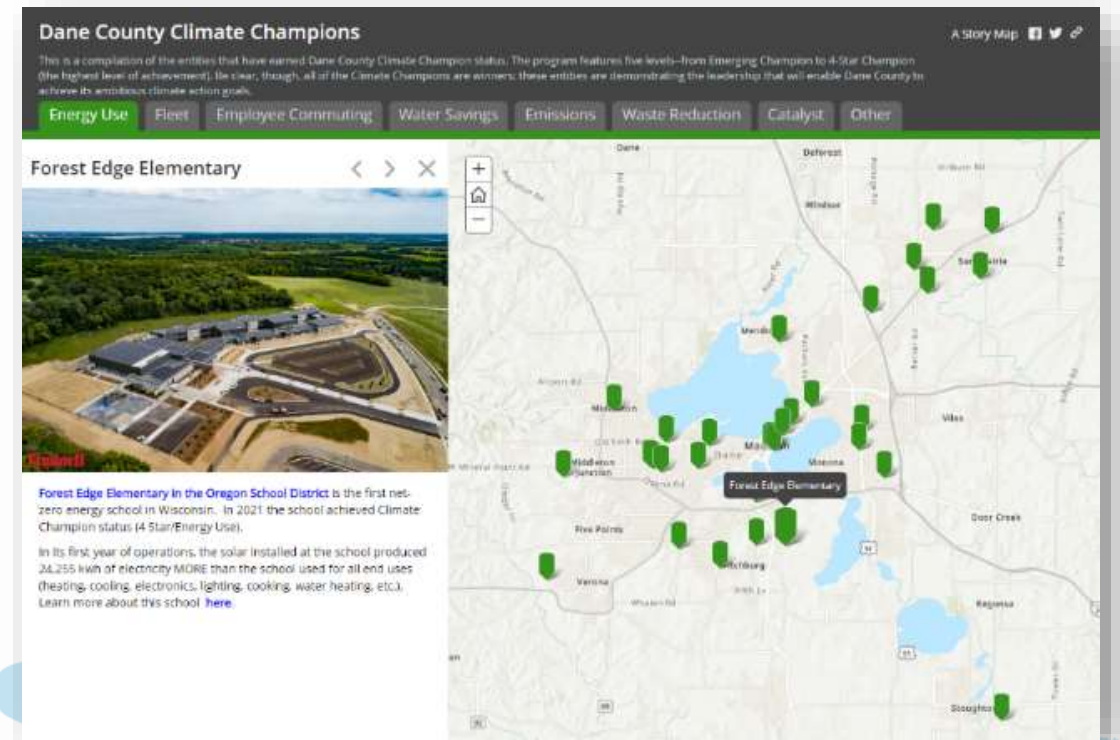 Dane County Climate Champions
A Story Map
This is a compilation of the entities that have earned Dane County Climate Champion status. The program features five levels--from Emerging Champion to 4-Star Champion
(the highest level of achievement). Be clear, though, all of the Climate Champions are winners; these entities are demonstrating the leadership that will enable Dane County to
achieve its ambitious climate action goals.
Energy Use Fleet Employee Commuting Water Savings Emissions Waste Reduction Catalyst Other
Forest Edge Elementary
Forest Edge Elementary in the Oregon School District is the first net-
zero energy school in Wisconsin. In 2021 the school achieved Climate
Champion status (4 Star/Energy Use).
In its first year of operations, the solar installed at the school produced
24,255 kwh of electricity MORE than the school used for all end uses
(heating, cooling, electronics, lighting, cooking, water heating, etc.).
Learn more about this school here.
Dane
Deforest
Windsor
Airport Rd
Vilas
Middleton
Junction
Monona
Forest Edge Elementary
Five Points
Door Creek
Verona
Whalen Rd
Kegonsa